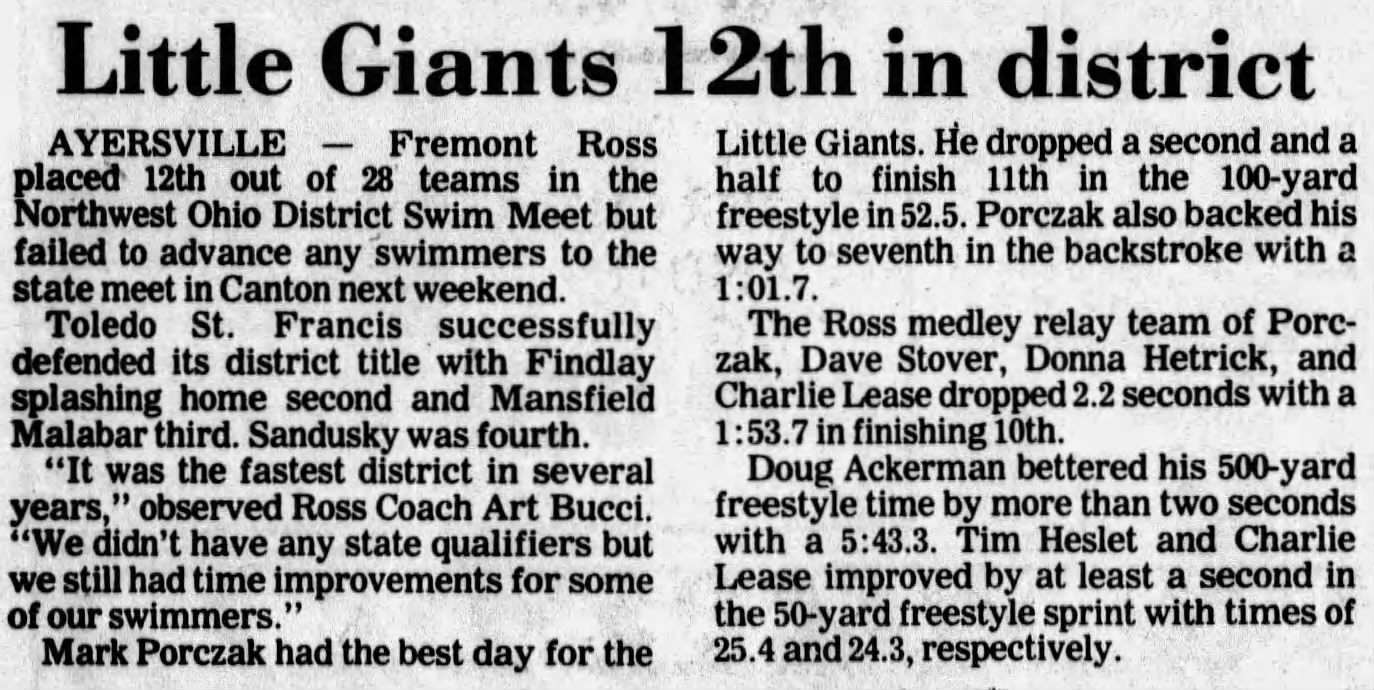 Little Giants 12th in district
AYERSVILLE — Fremont Ross
placed 12th out of 28 teams in the
Northwest Ohio District Swim Meet but
failed to advance any swimmers to the
state meet in Canton next weekend.
Toledo St. Francis successfully
defended its district title with Findlay
splashing home second and Mansfield
Malabar third. Sandusky was fourth.
“It was the fastest district in several
years,” observed Ross Coach Art Bucci.
“We didn't have any state qualifiers but
we still had time improvements for some
of our swimmers.”
Mark Porczak had the best day for the
Little Giants. He dropped a second and a
half to finish 11th in the 100-yard
freestyle in 52.5. Porczak also backed his
way to seventh in the backstroke with a
1:01.7.
The Ross medley relay team of Porc-
zak, Dave Stover, Donna Hetrick, and
Charlie Lease dropped 2.2 seconds with a
1:53.7 in finishing 10th.
Doug Ackerman bettered his 500-yard
freestyle time by more than two seconds
with a 5:43.3. Tim Heslet and Charlie
Lease improved by at least a second in
the 50-yard freestyle sprint with times of
25.4 and 24.3, respectively.